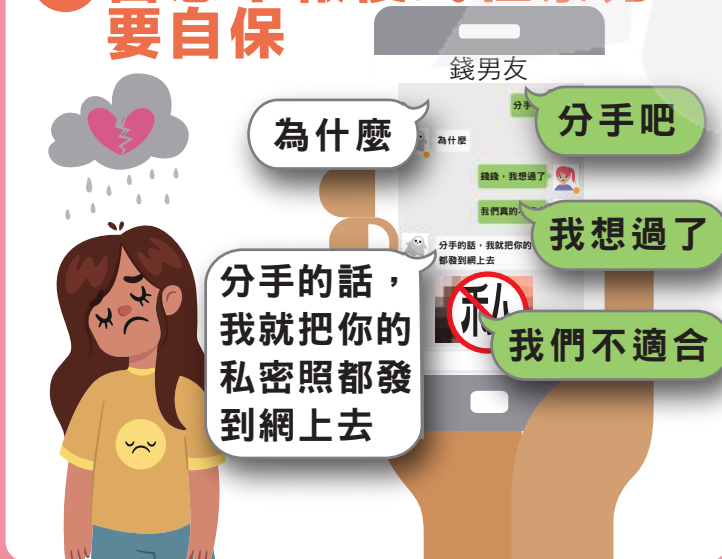 要自保
錢男友
分手吧
為什麼
我想過了
我們不適合
分手的話，
我就把你的
私密照都發
到網上去
分手
為什麼
錢錢，我想過了
我們真的
分手的話，我就把你的
都發到網上去
私